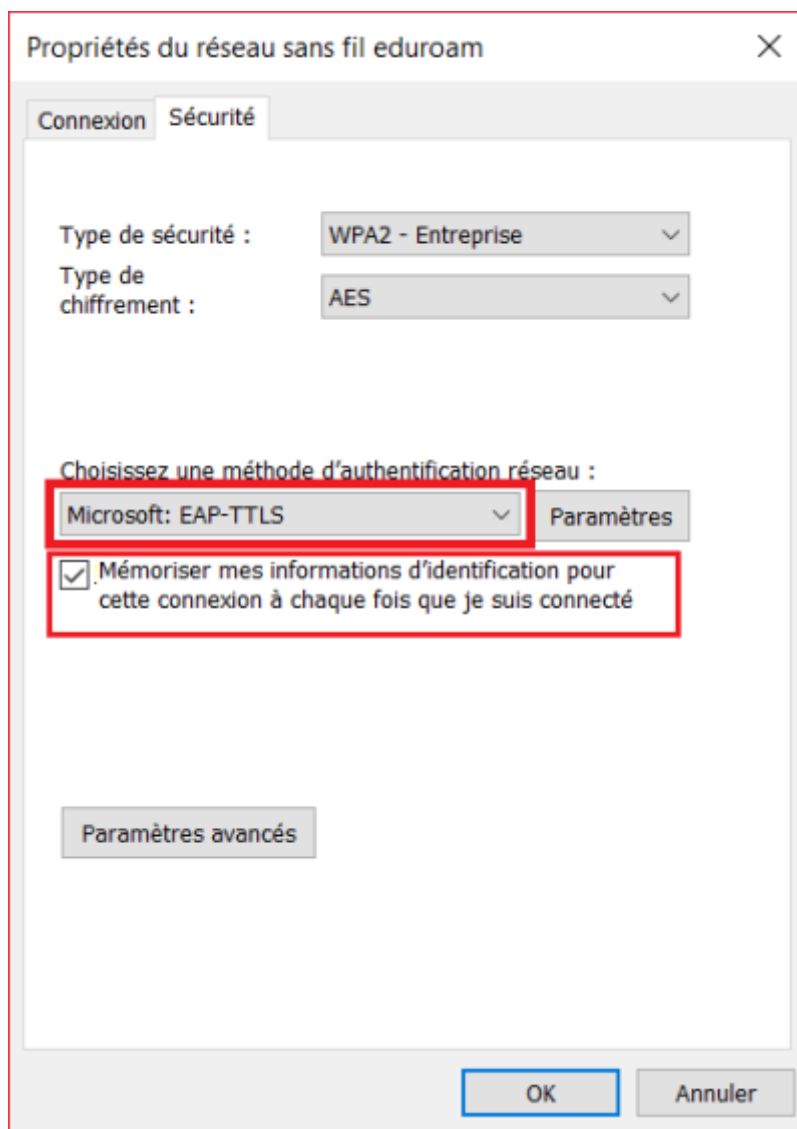 Propriétés du réseau sans fil eduroam
Connexion
Sécurité
Type de sécurité :
WPA2 - Entreprise
Type de
chiffrement :
AES
Choisissez une méthode d'authentification réseau :
Microsoft: EAP-TTLS
Paramètres
Mémoriser mes informations d'identification pour
cette connexion à chaque fois que je suis connecté
Paramètres avancés
OK
Annuler